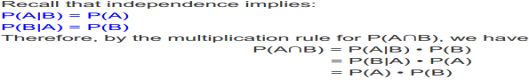 Recall that independence implies:
P(A|B) = P(A)
P(B|A) = P(B)
Therefore, by the multiplication rule for P(A∩B), we have
P(A∩B) = P(A|B) • P(B)
= P(B|A) • P(A)
= P(A) • P(B)